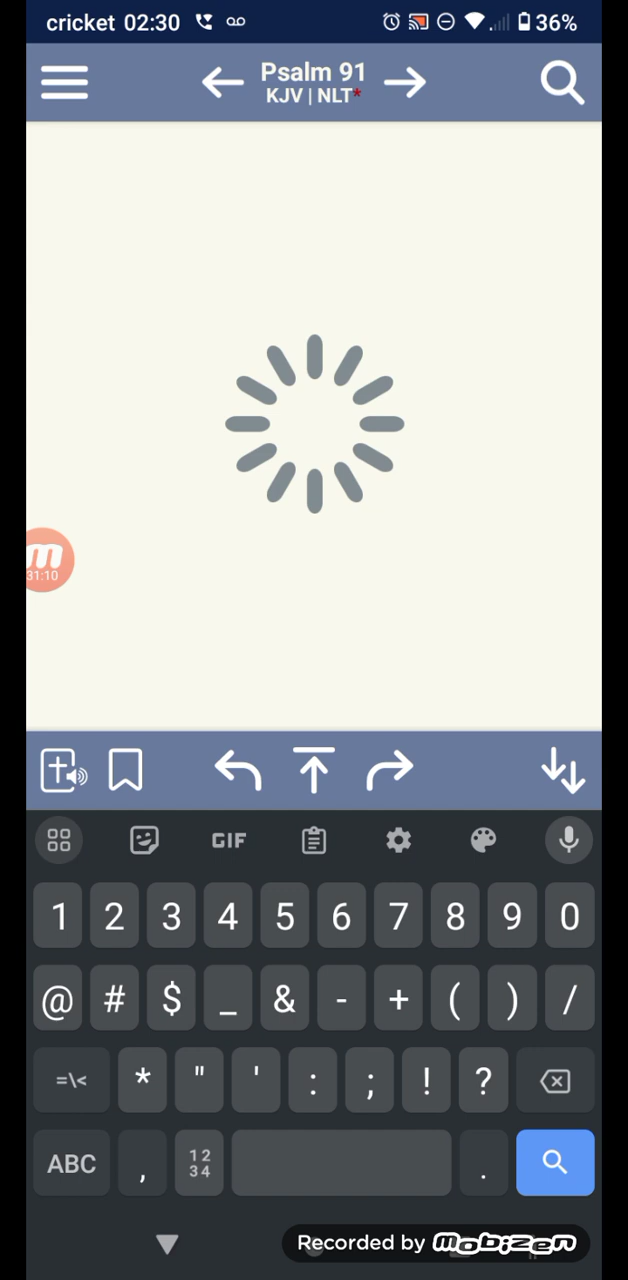 cricket 02:30 36%
Psalm 91
KJV | NLT*
m
31:10
GIF
1 2 3 4 5 6 7 8 9 0
@ # $ _ & - + ( ) /
=\< * " ' : ; ! ?
ABC , 12 34 .
Recorded by mobizen